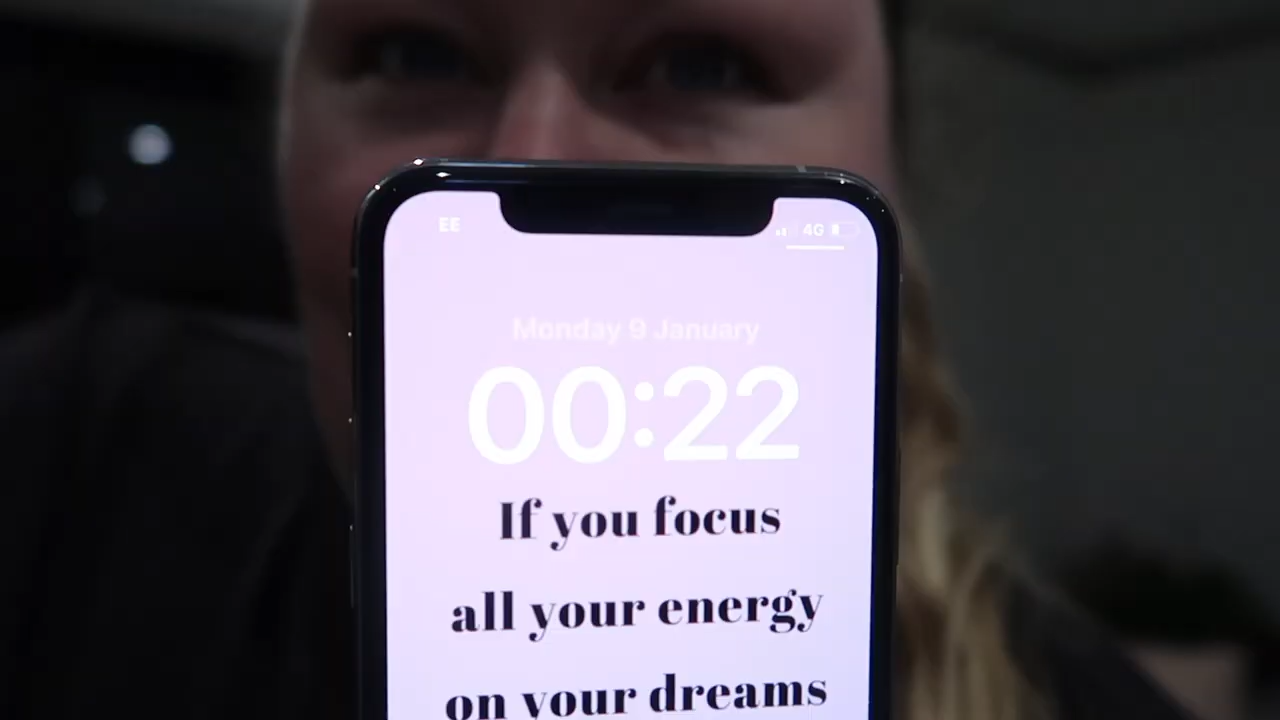 EE
4G
Monday 9 January
00:22
If you focus
all your energy
on your dreams